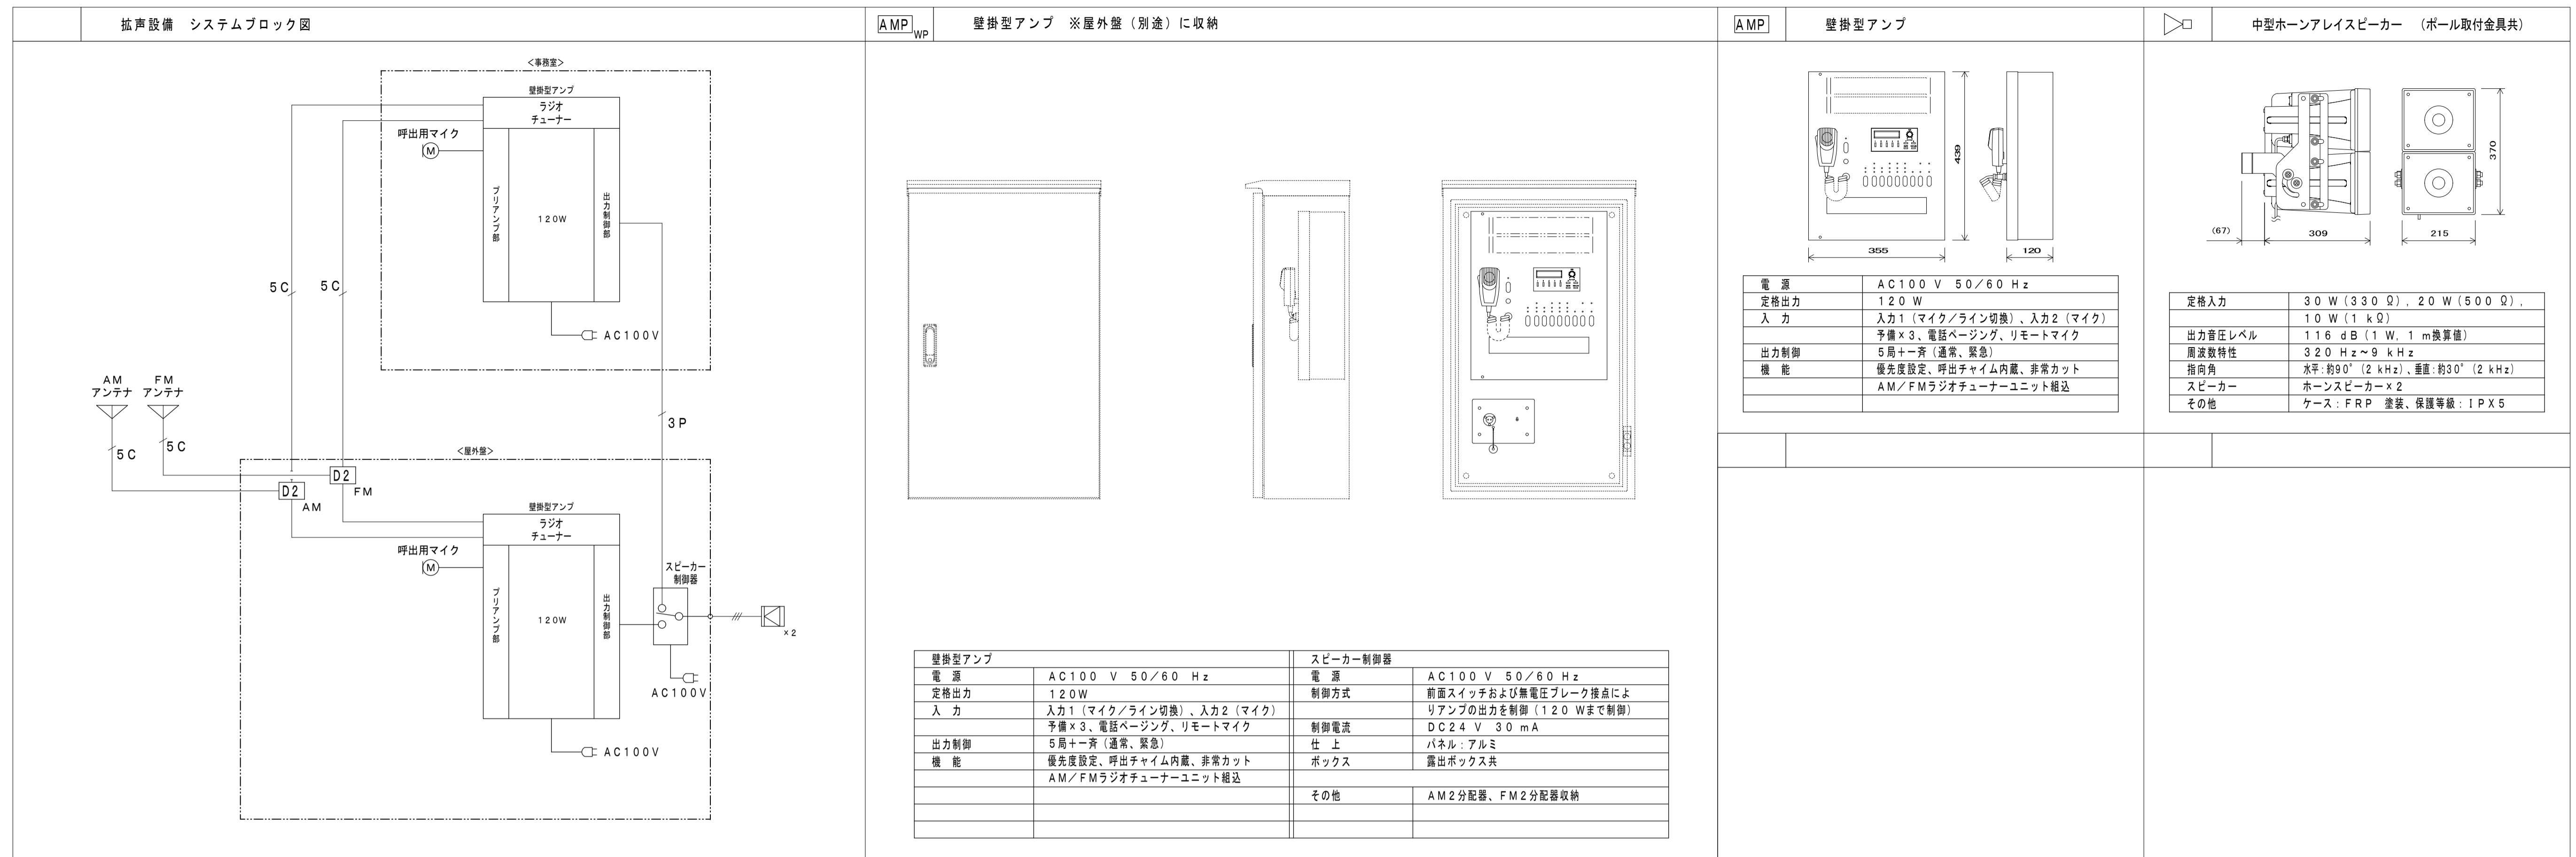 拡声設備 システムブロック図
<事務室>
壁掛型アンプ
ラジオ
チューナー
呼出用マイク
M
プリアンプ部
120W
出力制御部
AC100V
5C
5C
3P
AM
アンテナ
FM
アンテナ
5C
5C
<屋外盤>
D2
FM
D2
AM
壁掛型アンプ
ラジオ
チューナー
呼出用マイク
M
プリアンプ部
120W
出力制御部
AC100V
スピーカー
制御器
AC100V
×2
AMP WP
壁掛型アンプ ※屋外盤(別途)に収納
壁掛型アンプ
電 源 AC100 V 50/60 Hz
定格出力 120W
入 力 入力1(マイク/ライン切換)、入力2(マイク)
予備×3、電話ページング、リモートマイク
出力制御 5局+一斉(通常、緊急)
機 能 優先度設定、呼出チャイム内蔵、非常カット
AM/FMラジオチューナーユニット組込
スピーカー制御器
電 源 AC100 V 50/60 Hz
制御方式 前面スイッチおよび無電圧ブレーク接点によ
りアンプの出力を制御(120 Wまで制御)
制御電流 DC24 V 30 mA
仕 上 パネル:アルミ
ボックス 露出ボックス共
その他 AM2分配器、FM2分配器収納
AMP
壁掛型アンプ
439
355
120
電 源 AC100 V 50/60 Hz
定格出力 120 W
入 力 入力1(マイク/ライン切換)、入力2(マイク)
予備×3、電話ページング、リモートマイク
出力制御 5局+一斉(通常、緊急)
機 能 優先度設定、呼出チャイム内蔵、非常カット
AM/FMラジオチューナーユニット組込
中型ホーンアレイスピーカー (ポール取付金具共)
370
(67)
309
215
定格入力 30 W(330 Ω), 20 W(500 Ω),
10 W(1 kΩ)
出力音圧レベル 116 dB(1 W, 1 m換算値)
周波数特性 320 Hz~9 kHz
指向角 水平:約90°(2 kHz)、垂直:約30°(2 kHz)
スピーカー ホーンスピーカー×2
その他 ケース:FRP 塗装、保護等級:IPX5